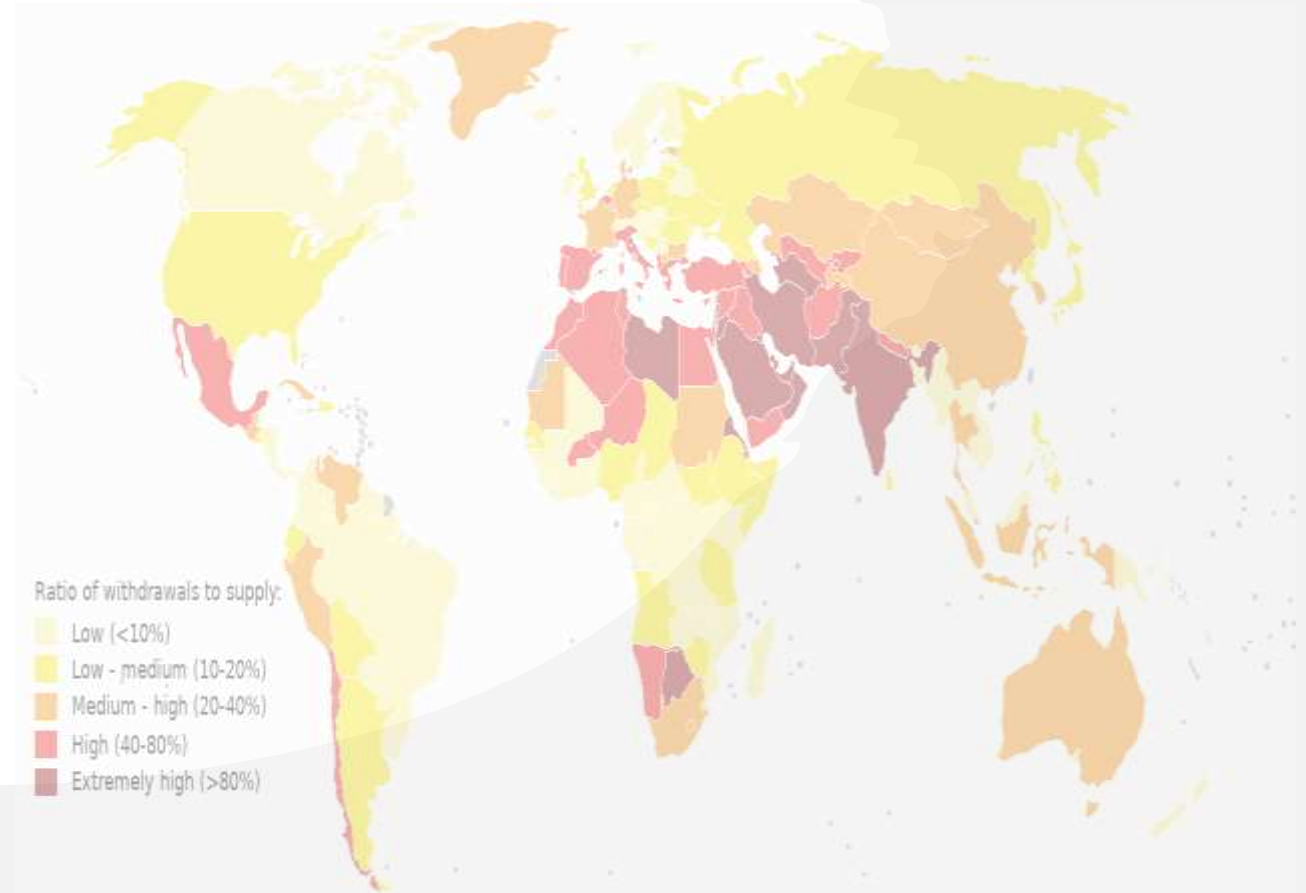 Ratio of withdrawals to supply:
Low (<10%)
Low - medium (10-20%)
Medium - high (20-40%)
High (40-80%)
Extremely high (>80%)